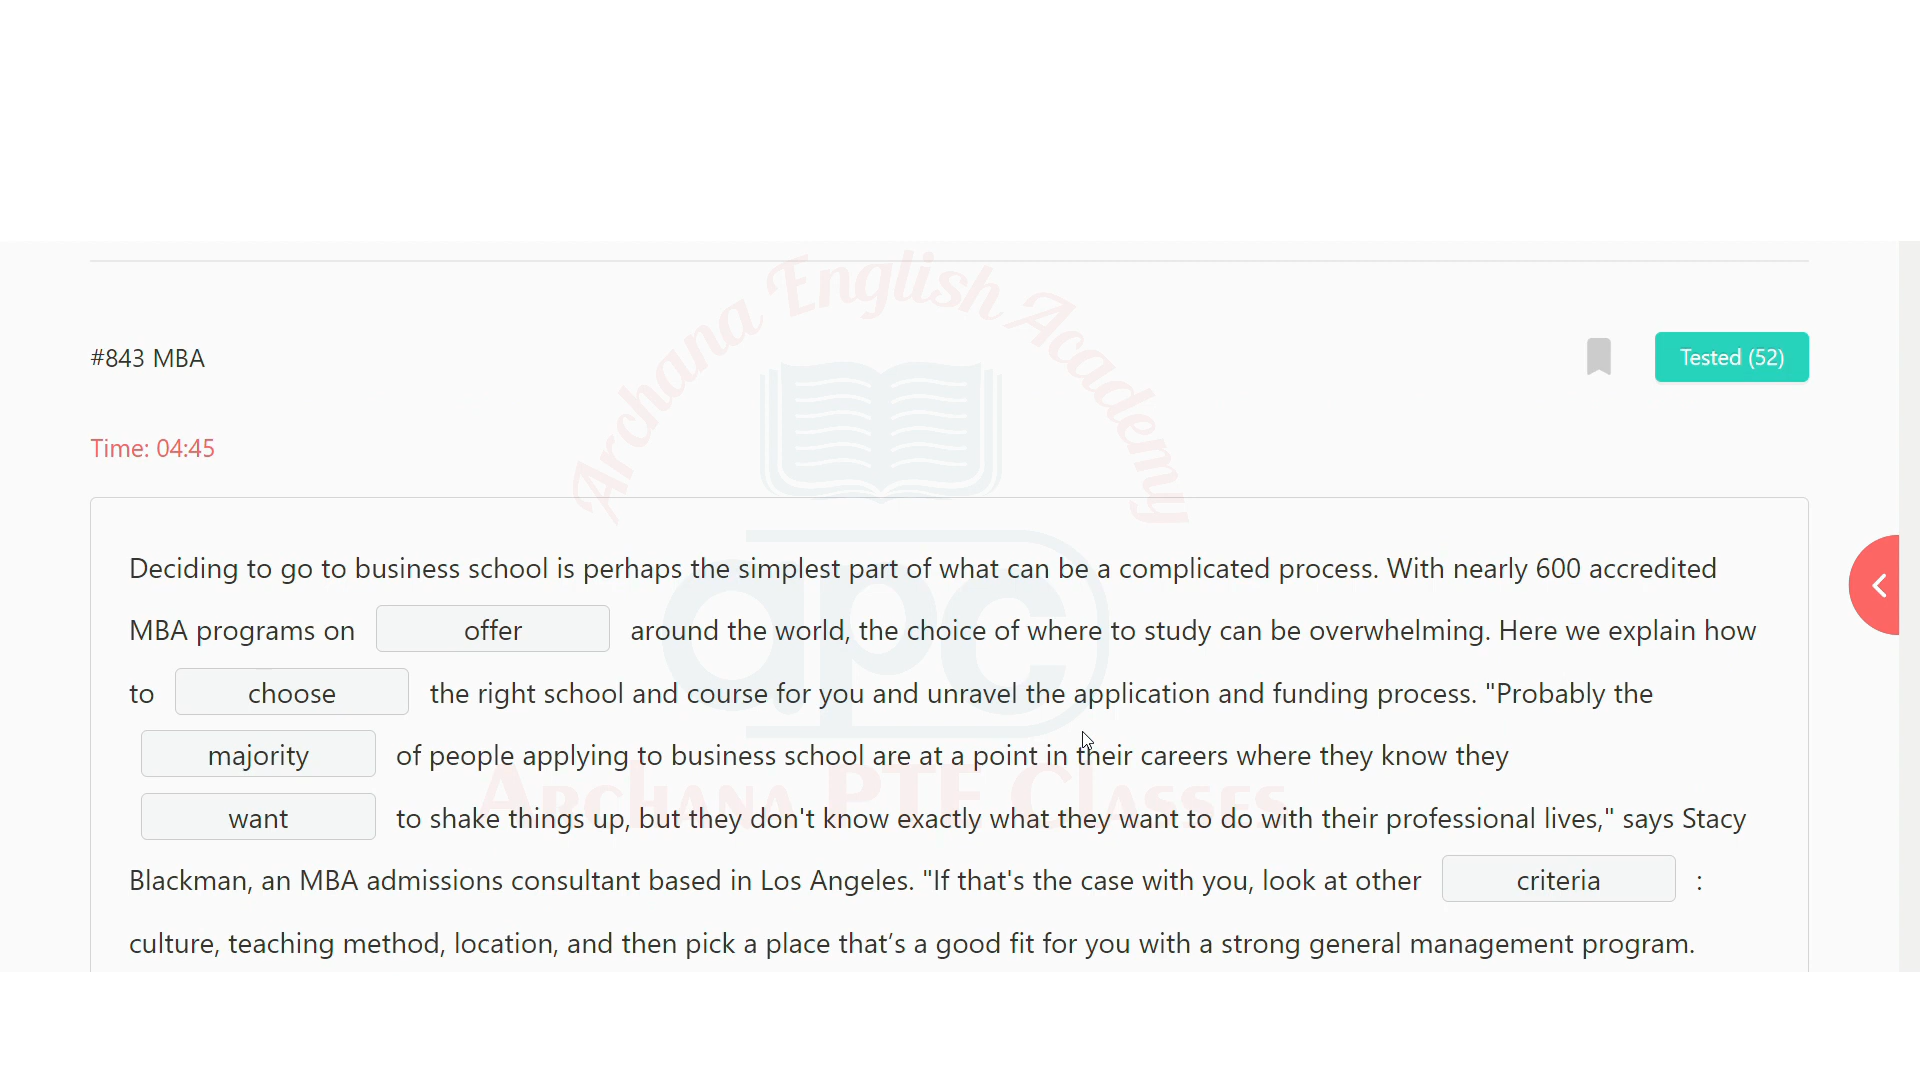 Archana English Academy
#843 MBA
Tested (52)
Time: 04:45
Deciding to go to business school is perhaps the simplest part of what can be a complicated process. With nearly 600 accredited
MBA programs on offer around the world, the choice of where to study can be overwhelming. Here we explain how
to choose the right school and course for you and unravel the application and funding process. "Probably the
majority of people applying to business school are at a point in their careers where they know they
want to shake things up, but they don't know exactly what they want to do with their professional lives," says Stacy
Blackman, an MBA admissions consultant based in Los Angeles. "If that's the case with you, look at other criteria :
culture, teaching method, location, and then pick a place that’s a good fit for you with a strong general management program.
apc
Archana PTE Classes